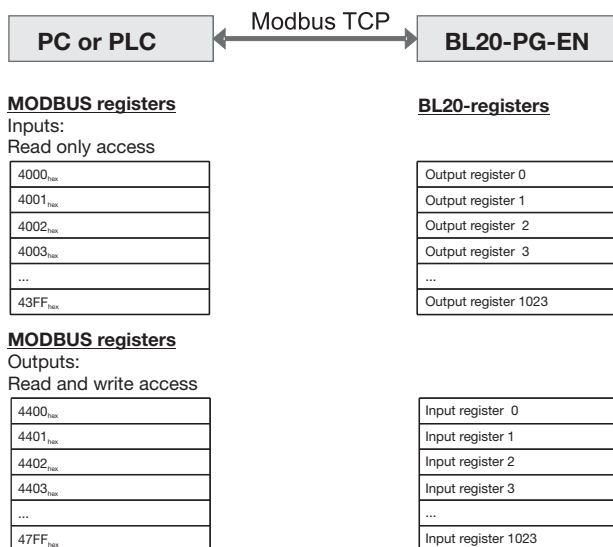 Modbus TCP
PC or PLC
BL20-PG-EN
MODBUS registers
Inputs:
Read only access
4000hex
4001hex
4002hex
4003hex
...
43FFhex
BL20-registers
Output register 0
Output register 1
Output register 2
Output register 3
...
Output register 1023
MODBUS registers
Outputs:
Read and write access
4400hex
4401hex
4402hex
4403hex
...
47FFhex
Input register 0
Input register 1
Input register 2
Input register 3
...
Input register 1023